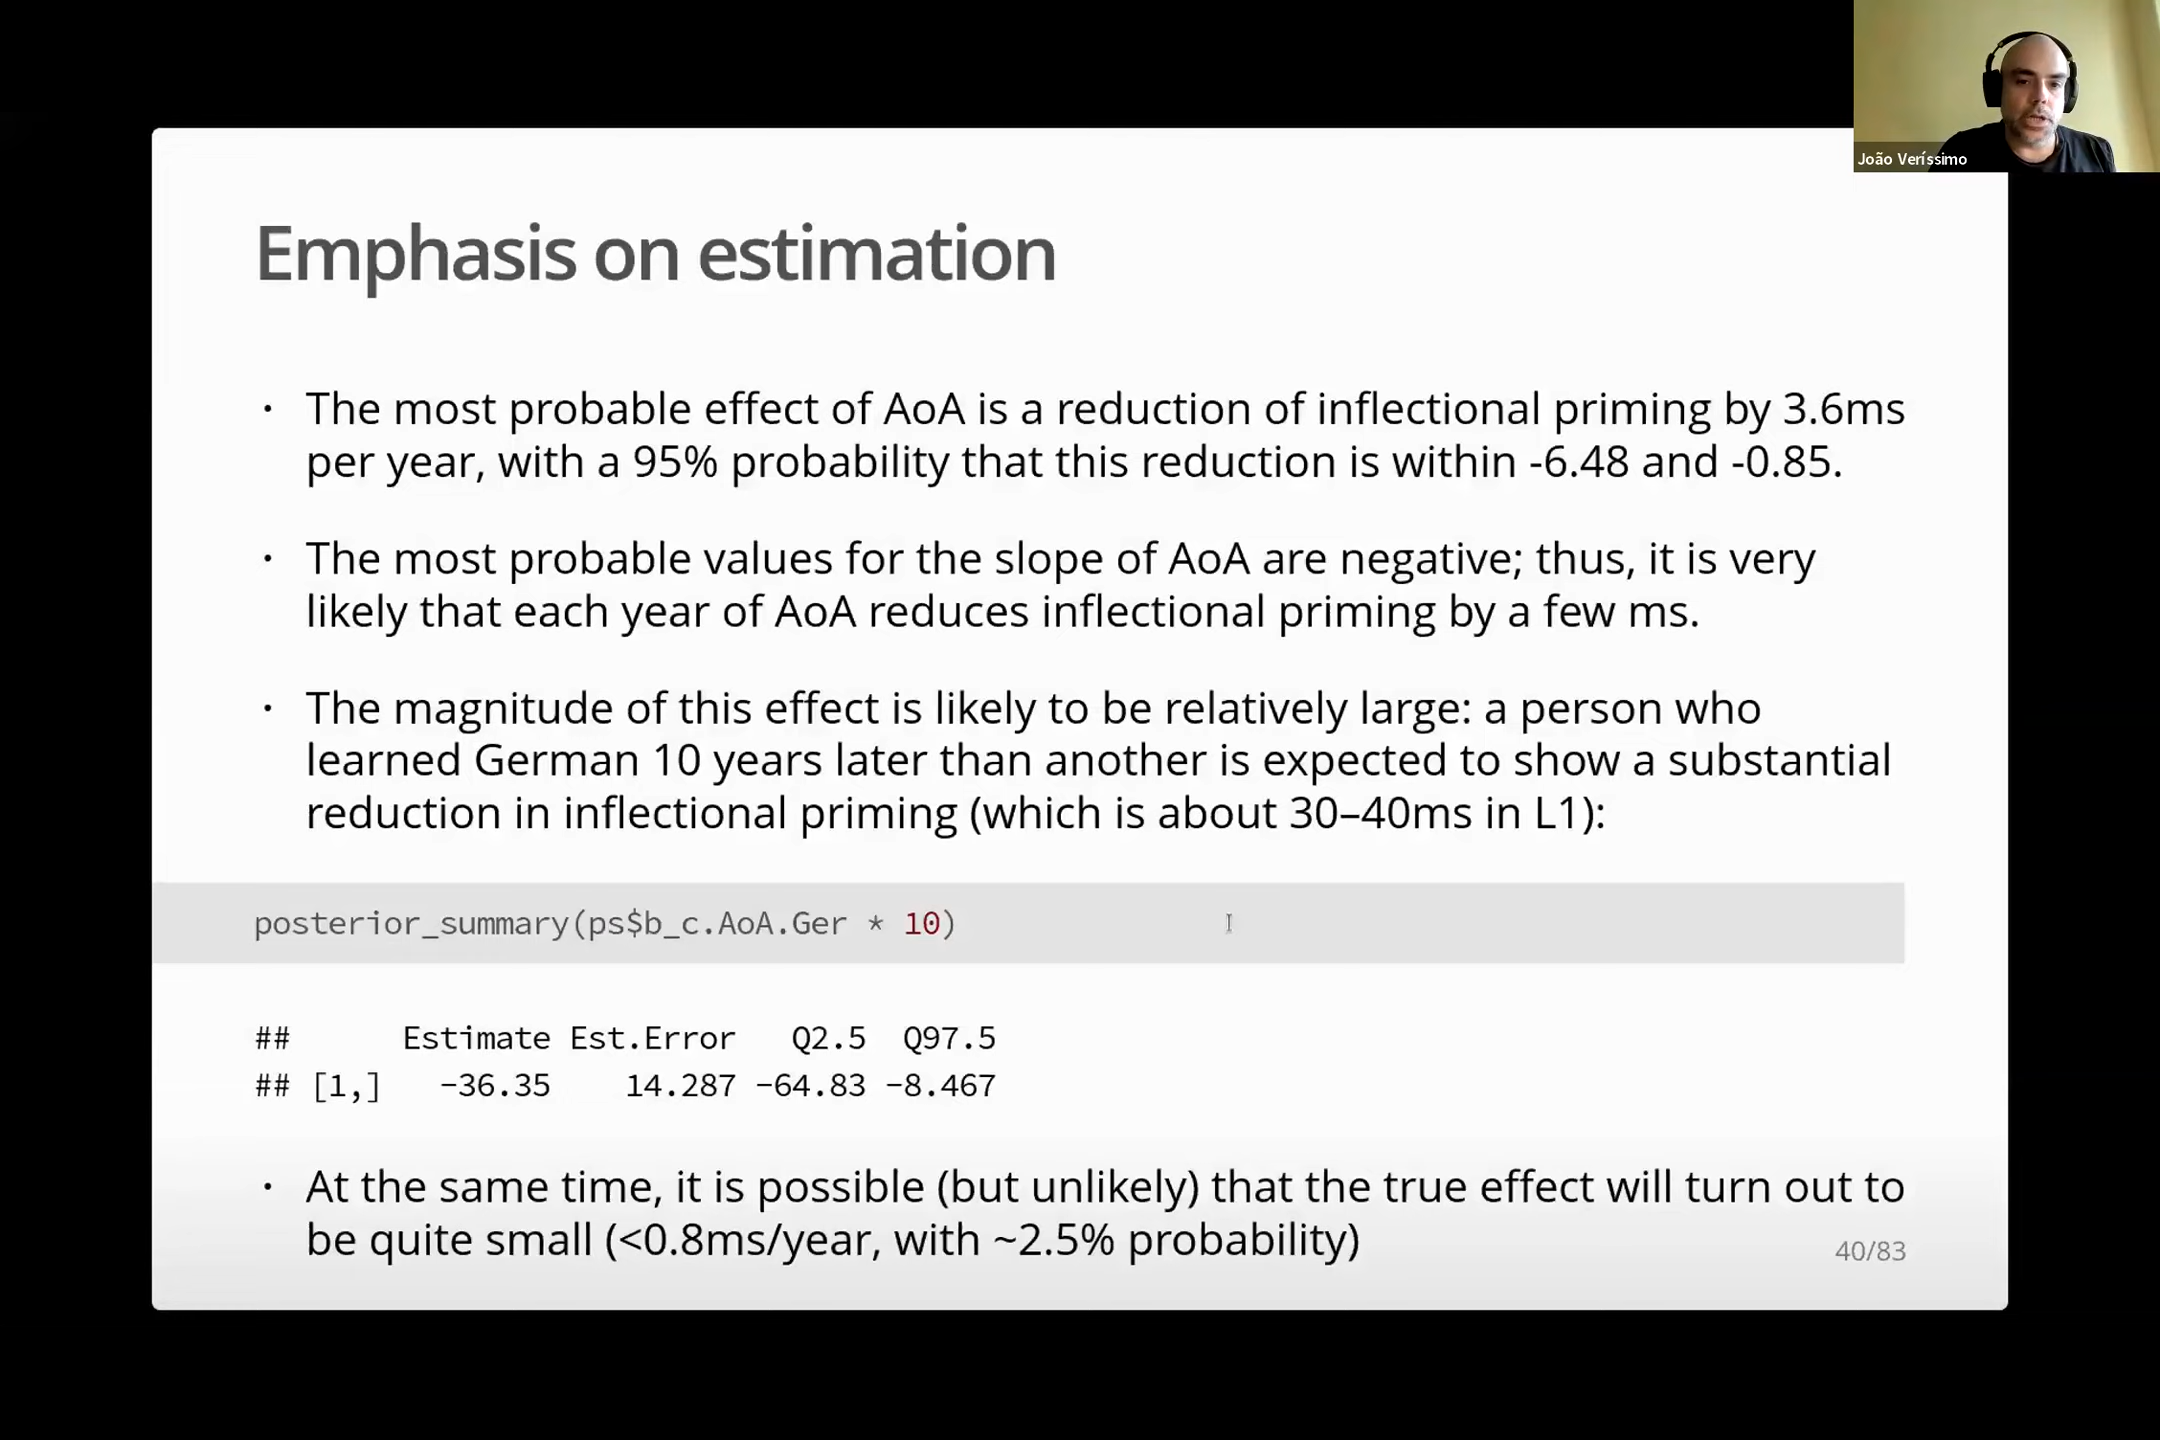 João Veríssimo
Emphasis on estimation
• The most probable effect of AoA is a reduction of inflectional priming by 3.6ms
per year, with a 95% probability that this reduction is within -6.48 and -0.85.
• The most probable values for the slope of AoA are negative; thus, it is very
likely that each year of AoA reduces inflectional priming by a few ms.
• The magnitude of this effect is likely to be relatively large: a person who
learned German 10 years later than another is expected to show a substantial
reduction in inflectional priming (which is about 30–40ms in L1):
posterior_summary(ps$b_c.AoA.Ger * 10)
## Estimate Est.Error Q2.5 Q97.5
## [1,] -36.35 14.287 -64.83 -8.467
• At the same time, it is possible (but unlikely) that the true effect will turn out to
be quite small (<0.8ms/year, with ~2.5% probability)
40/83